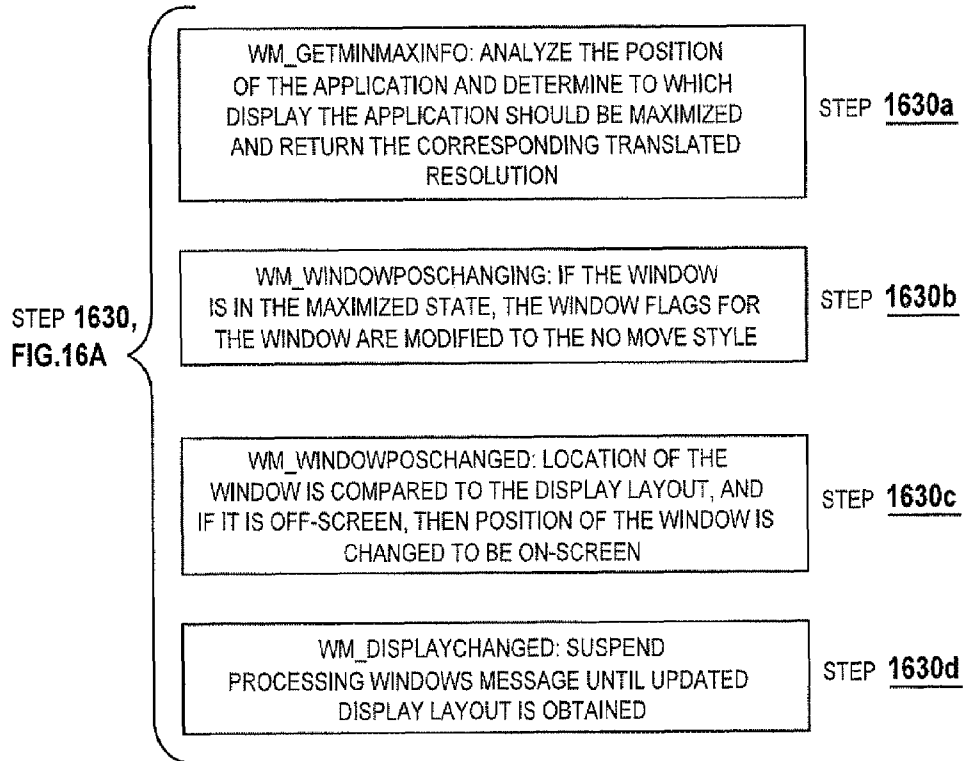 WM_GETMINMAXINFO: ANALYZE THE POSITION
OF THE APPLICATION AND DETERMINE TO WHICH
DISPLAY THE APPLICATION SHOULD BE MAXIMIZED
AND RETURN THE CORRESPONDING TRANSLATED
RESOLUTION
STEP 1630a
WM_WINDOWPOSCHANGING: IF THE WINDOW
IS IN THE MAXIMIZED STATE, THE WINDOW FLAGS FOR
THE WINDOW ARE MODIFIED TO THE NO MOVE STYLE
STEP 1630b
STEP 1630,
FIG.16A
WM_WINDOWPOSCHANGED: LOCATION OF THE
WINDOW IS COMPARED TO THE DISPLAY LAYOUT, AND
IF IT IS OFF-SCREEN, THEN POSITION OF THE WINDOW IS
CHANGED TO BE ON-SCREEN
STEP 1630c
WM_DISPLAYCHANGED: SUSPEND
PROCESSING WINDOWS MESSAGE UNTIL UPDATED
DISPLAY LAYOUT IS OBTAINED
STEP 1630d